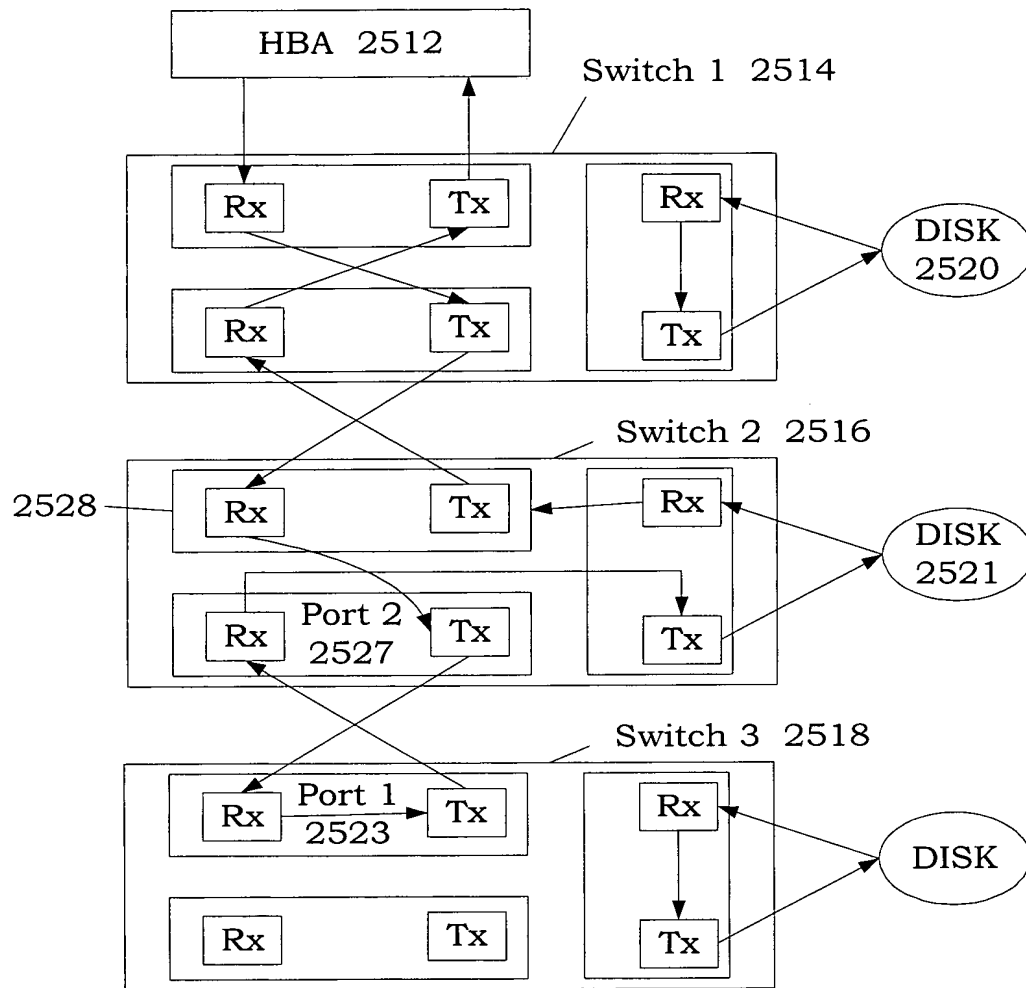 HBA 2512
Switch 1 2514
Rx
Tx
Rx
DISK
2520
Rx
Tx
Tx
Switch 2 2516
2528
Rx
Tx
Rx
DISK
2521
Rx
Port 2
2527
Tx
Tx
Switch 3 2518
Rx
Port 1
2523
Tx
Rx
DISK
Rx
Tx
Tx